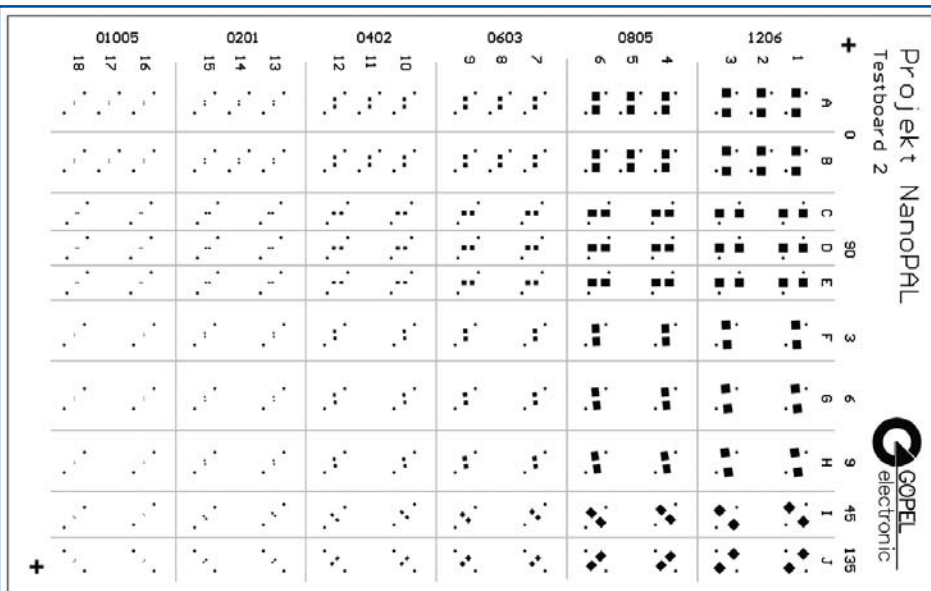 Projekt NanoPAL
Testboard 2
01005 0201 0402 0603 0805 1206
18 17 16 15 14 13 12 11 10 9 8 7 6 5 4 3 2 1
A
0
B
C
D
90
E
F
3
G
6
H
9
I
45
J
135
GOPEL
electronic